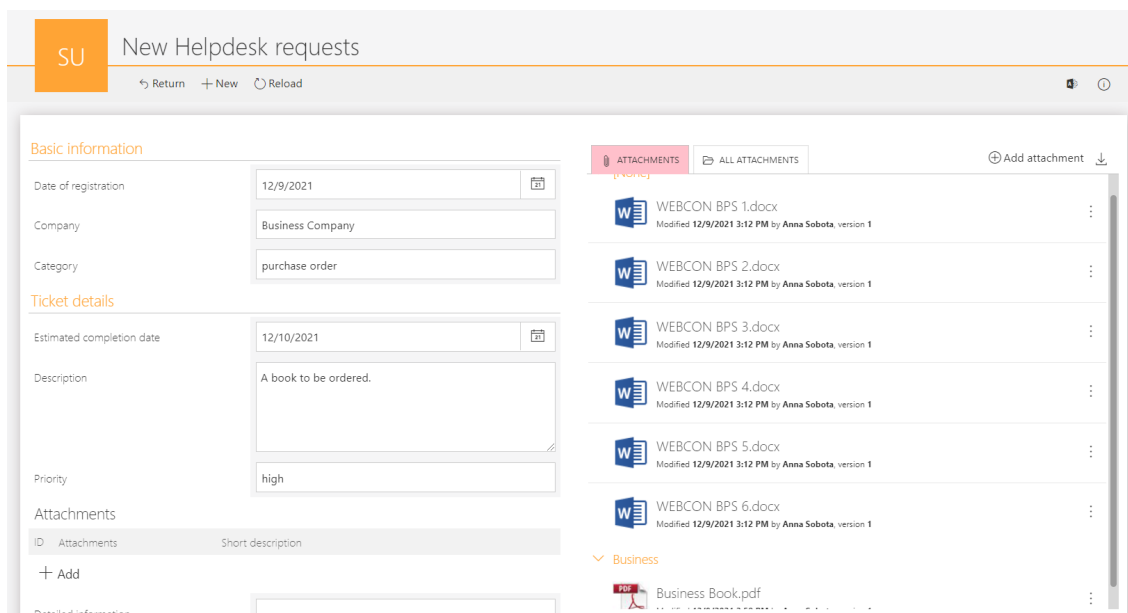 SU
New Helpdesk requests
Return New Reload
Basic information
Date of registration 12/9/2021 21
Company Business Company
Category purchase order
Ticket details
Estimated completion date 12/10/2021 21
Description A book to be ordered.
Priority high
Attachments
ID Attachments Short description
+ Add
Detailed information
ATTACHMENTS ALL ATTACHMENTS Add attachment
[None]
WEBCON BPS 1.docx
Modified 12/9/2021 3:12 PM by Anna Sobota, version 1
WEBCON BPS 2.docx
Modified 12/9/2021 3:12 PM by Anna Sobota, version 1
WEBCON BPS 3.docx
Modified 12/9/2021 3:12 PM by Anna Sobota, version 1
WEBCON BPS 4.docx
Modified 12/9/2021 3:12 PM by Anna Sobota, version 1
WEBCON BPS 5.docx
Modified 12/9/2021 3:12 PM by Anna Sobota, version 1
WEBCON BPS 6.docx
Modified 12/9/2021 3:12 PM by Anna Sobota, version 1
Business
PDF Business Book.pdf